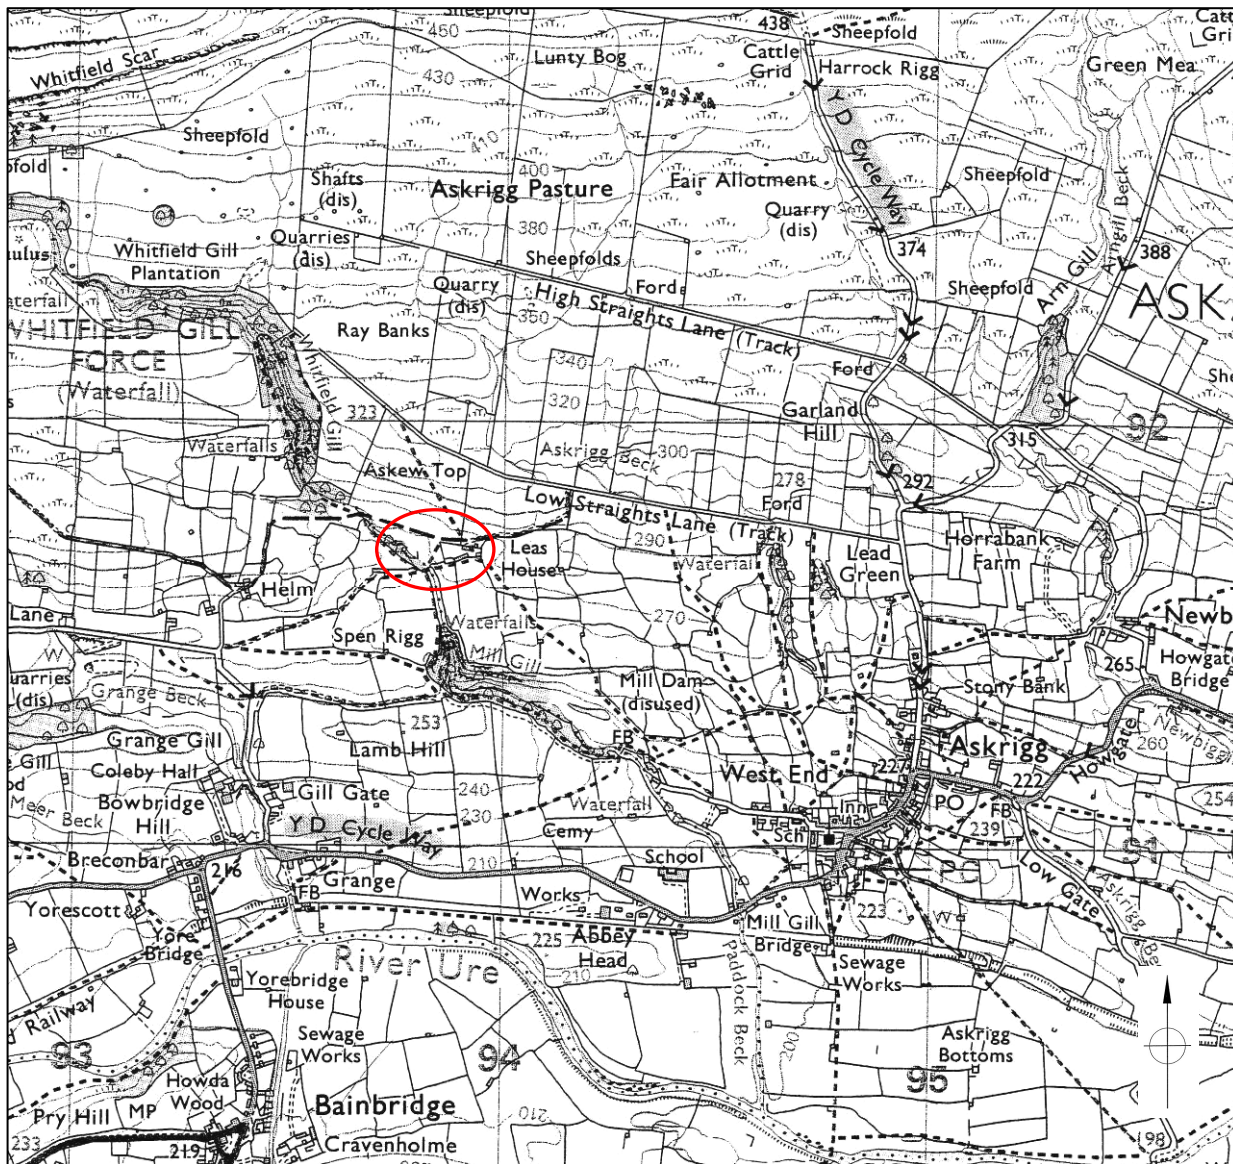 Sheepfold
438
Sheepfold
Cattle
Grid
Whitfield Scar
450
Lunty Bog
Cattle
Grid
Harrock Rigg
Green Mea
430
Sheepfold
410
400
Shafts
(dis)
Askrigg Pasture
Fair Allotment
Y D Cycle Way
Sheepfold
Arngill Beck
Quarry
(dis)
374
388
Whitfield Gill
Plantation
Quarries
(dis)
380
Sheepfolds
Quarry
(dis)
Ford
Sheepfold
Arn Gill
High Straights Lane (Track)
360
WHITFIELD GILL
FORCE
(Waterfall)
Ray Banks
Whitfield Gill
340
Ford
320
323
Garland
Hill
315
92
Waterfalls
Askew Top
Askrigg Beck
300
278
Ford
292
Low Straights Lane (Track)
290
Leas
House
Waterfall
Lead
Green
Horrabank
Farm
Helm
Lane
270
Spen Rigg
Waterfalls
Mill Gill
W
Newb
265
Howgate
Bridge
Quarries
(dis)
Grange Beck
Mill Dam
(disused)
Stony Bank
253
Grange Gill
Lamb Hill
FB
Askrigg
Howgate
260
Coleby Hall
West End
227
222
254
Bowbridge
Hill
Meer Beck
Gill Gate
240
230
Waterfall
Inn
PO
FB
239
Y D Cycle Way
Cemy
Sch
91
Breconbar
216
210
School
Low Gate
Askrigg Be
Grange
FB
Works
Yorescott
Yore
Bridge
223
W
Mill Gill
Bridge
225
Abbey
Head
210
River Ure
Paddock Beck
Sewage
Works
Yorebridge
House
Railway
Sewage
Works
200
Askrigg
Bottoms
93
94
95
Howda
Wood
Pry Hill
MP
Bainbridge
210
233
219
Cravenholme
198